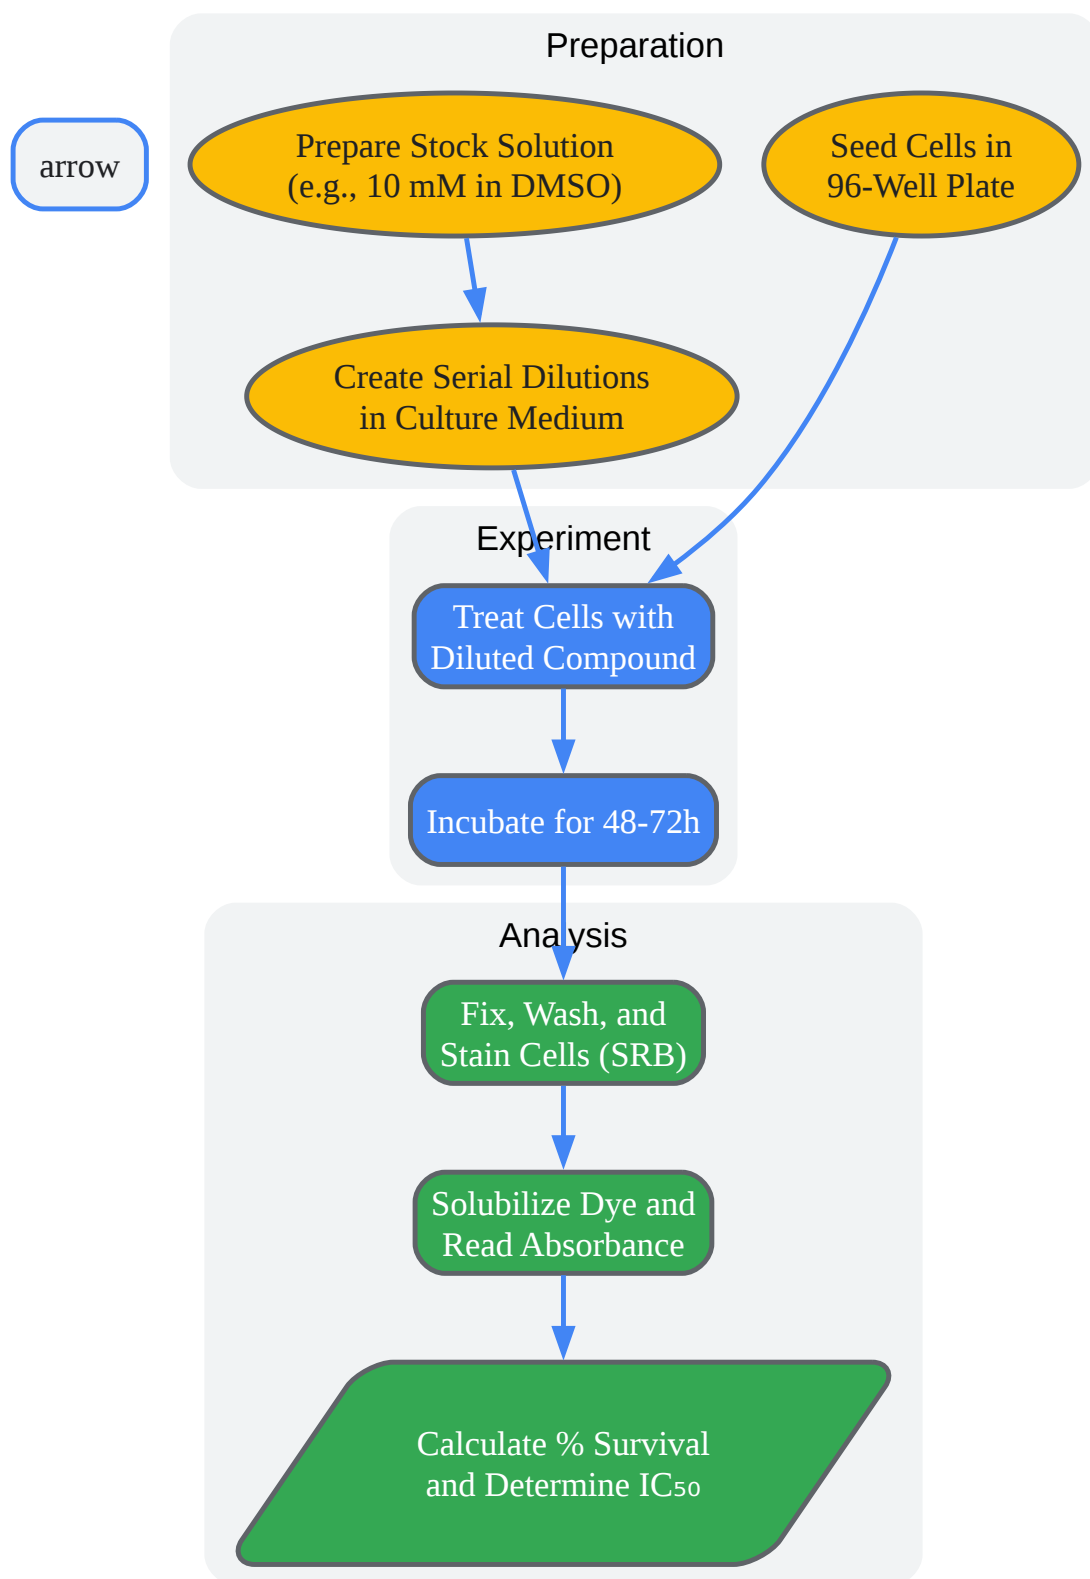 Preparation
arrow
Prepare Stock Solution
(e.g., 10 mM in DMSO)
Seed Cells in
96-Well Plate
Create Serial Dilutions
in Culture Medium
Experiment
Treat Cells with
Diluted Compound
Incubate for 48-72h
Analysis
Fix, Wash, and
Stain Cells (SRB)
Solubilize Dye and
Read Absorbance
Calculate % Survival
and Determine IC₅₀